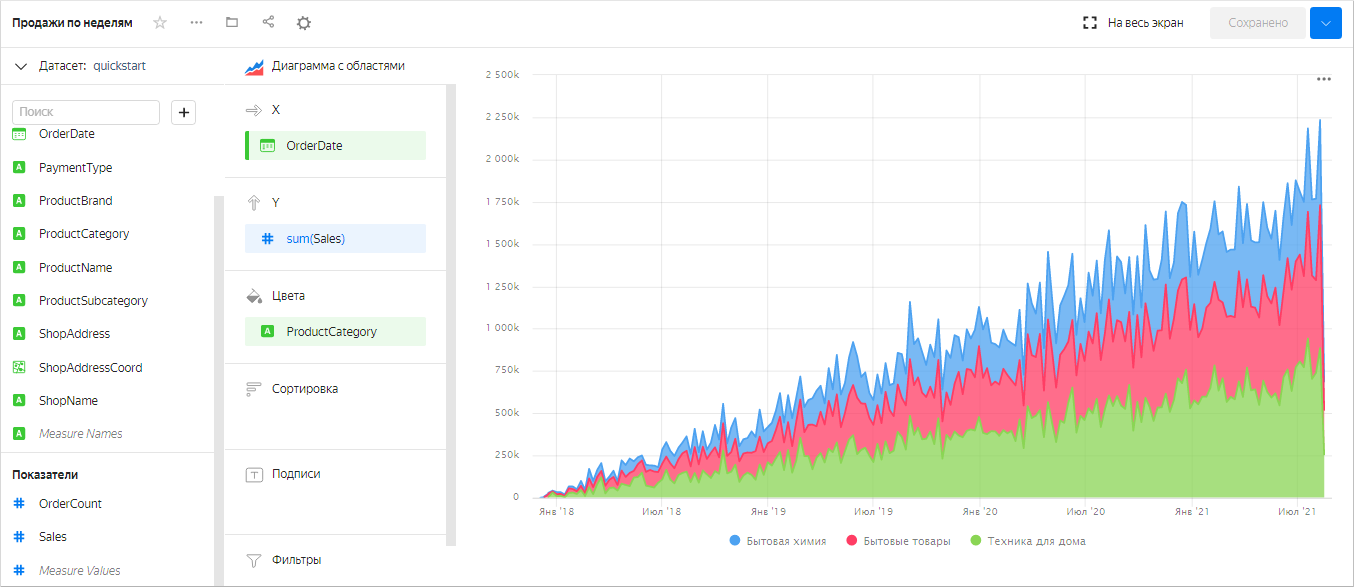 Продажи по неделям
На весь экран
Сохранено
Датасет: quickstart
Поиск
OrderDate
PaymentType
ProductBrand
ProductCategory
ProductName
ProductSubcategory
ShopAddress
ShopAddressCoord
ShopName
Measure Names
Показатели
OrderCount
Sales
Measure Values
Диаграмма с областями
X
OrderDate
Y
sum(Sales)
Цвета
ProductCategory
Сортировка
Подписи
Фильтры
2 500k
2 250k
2 000k
1 750k
1 500k
1 250k
1 000k
750k
500k
250k
0
Янв '18
Июл '18
Янв '19
Июл '19
Янв '20
Июл '20
Янв '21
Июл '21
Бытовая химия
Бытовые товары
Техника для дома